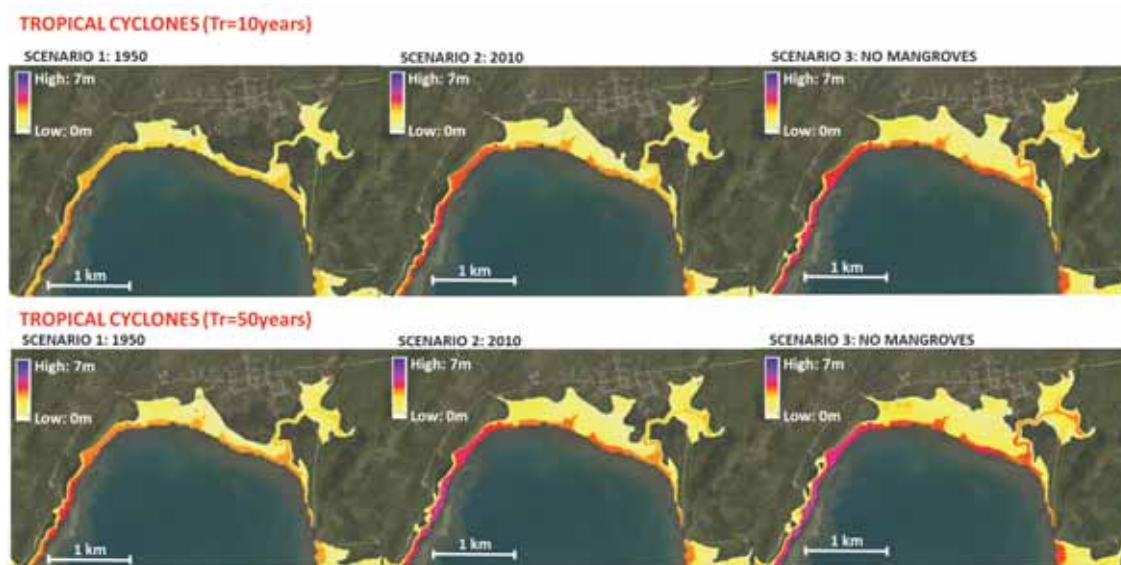 TROPICAL CYCLONES (Tr=10years)
SCENARIO 1: 1950
SCENARIO 2: 2010
SCENARIO 3: NO MANGROVES
High: 7m
Low: 0m
1 km
High: 7m
Low: 0m
1 km
High: 7m
Low: 0m
1 km
TROPICAL CYCLONES (Tr=50years)
SCENARIO 1: 1950
SCENARIO 2: 2010
SCENARIO 3: NO MANGROVES
High: 7m
Low: 0m
1 km
High: 7m
Low: 0m
1 km
High: 7m
Low: 0m
1 km